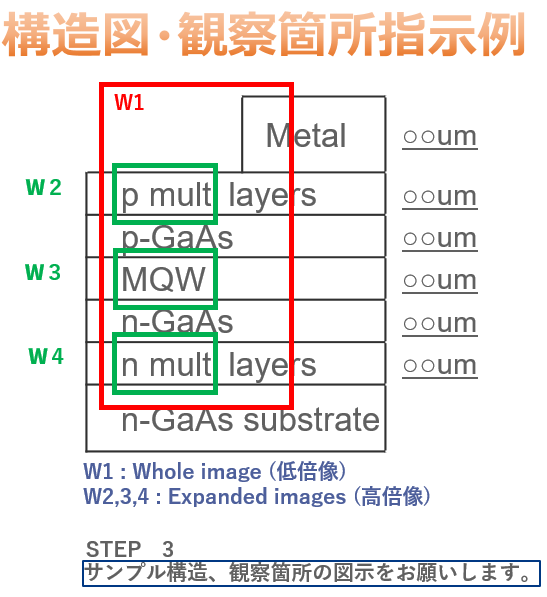 構造図・観察箇所指示例
W1
Metal ○○um
W2 p mult layers ○○um
p-GaAs ○○um
W3 MQW ○○um
n-GaAs ○○um
W4 n mult layers ○○um
n-GaAs substrate
W1 : Whole image (低倍像)
W2,3,4 : Expanded images (高倍像)
STEP 3
サンプル構造、観察箇所の図示をお願いします。